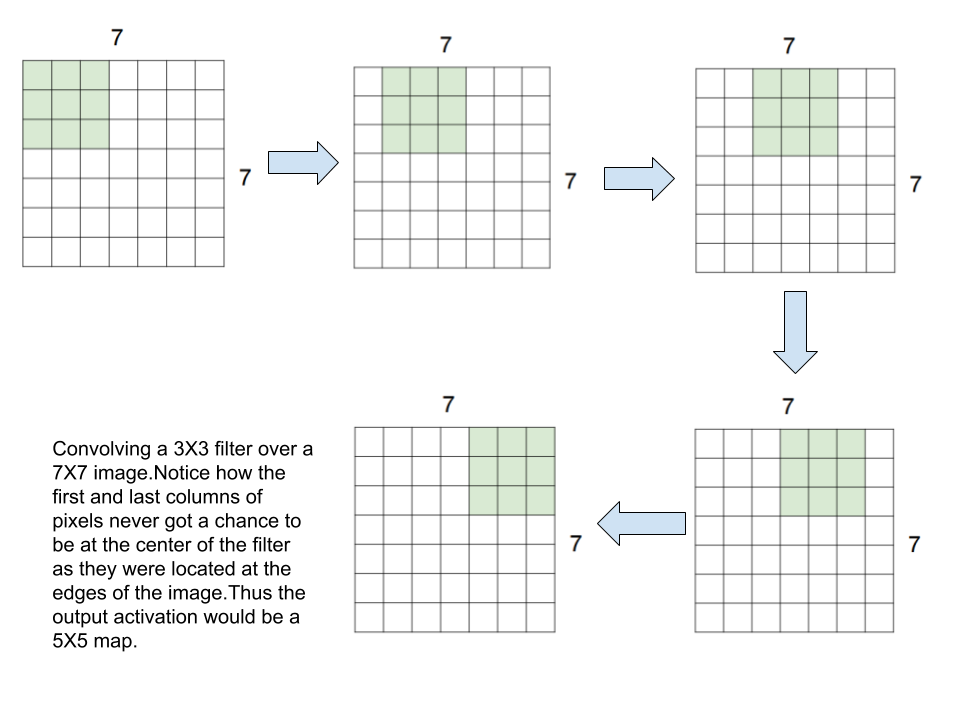 7
7
7
7
7
7
7
7
7
7
Convolving a 3X3 filter over a
7X7 image.Notice how the
first and last columns of
pixels never got a chance to
be at the center of the filter
as they were located at the
edges of the image.Thus the
output activation would be a
5X5 map.